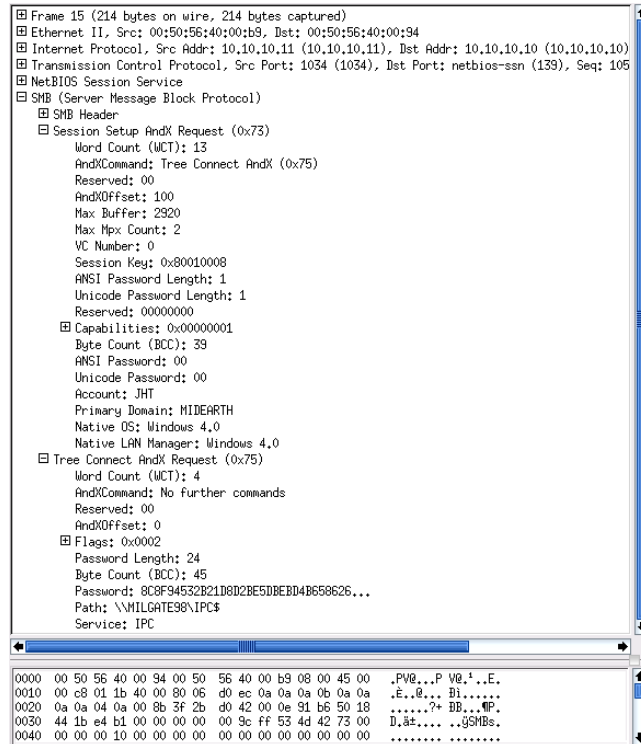 Frame 15 (214 bytes on wire, 214 bytes captured)
Ethernet II, Src: 00:50:56:40:00:b9, Dst: 00:50:56:40:00:94
Internet Protocol, Src Addr: 10.10.10.11 (10.10.10.11), Dst Addr: 10.10.10.10 (10.10.10.10)
Transmission Control Protocol, Src Port: 1034 (1034), Dst Port: netbios-ssn (139), Seq: 105
NetBIOS Session Service
SMB (Server Message Block Protocol)
SMB Header
Session Setup AndX Request (0x73)
Word Count (WCT): 13
AndXCommand: Tree Connect AndX (0x75)
Reserved: 00
AndXOffset: 100
Max Buffer: 2920
Max Mpx Count: 2
VC Number: 0
Session Key: 0x80010008
ANSI Password Length: 1
Unicode Password Length: 1
Reserved: 00000000
Capabilities: 0x00000001
Byte Count (BCC): 39
ANSI Password: 00
Unicode Password: 00
Account: JHT
Primary Domain: MIDEARTH
Native OS: Windows 4.0
Native LAN Manager: Windows 4.0
Tree Connect AndX Request (0x75)
Word Count (WCT): 4
AndXCommand: No further commands
Reserved: 00
AndXOffset: 0
Flags: 0x0002
Password Length: 24
Byte Count (BCC): 45
Password: 8C8F94532B21D8D2BE5DBEBD4B658626...
Path: \\MILGATE98\IPC$
Service: IPC
0000 00 50 56 40 00 94 00 50 56 40 00 b9 08 00 45 00 .PV@...P V@.¹..E.
0010 00 c8 01 1b 40 00 80 06 d0 ec 0a 0a 0a 0b 0a 0a .È..@... Ðì......
0020 0a 0a 04 0a 00 8b 3f 2b d0 42 00 0e 91 b6 50 18 ......?+ ÐB...¶P.
0030 44 1b e4 b1 00 00 00 00 00 9c ff 53 4d 42 73 00 D.ä±.... ..ÿSMBs.
0040 00 00 00 10 00 00 00 00 00 00 00 00 00 00 00 00 ........ ........